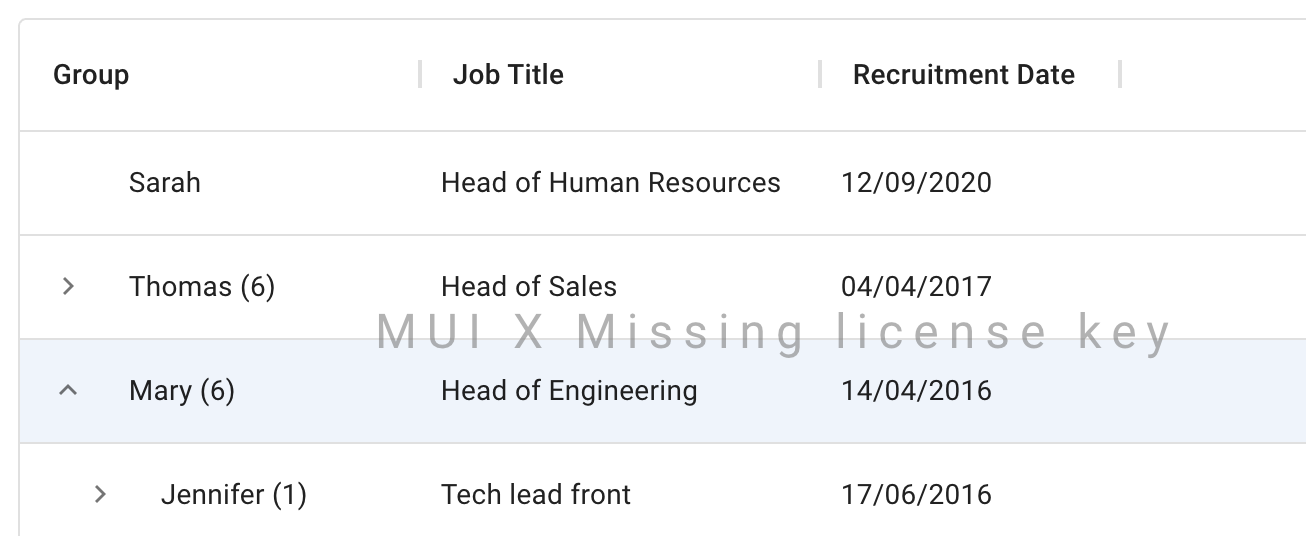 Group Job Title Recruitment Date
Sarah Head of Human Resources 12/09/2020
Thomas (6) Head of Sales 04/04/2017
MUI X Missing license key
Mary (6) Head of Engineering 14/04/2016
Jennifer (1) Tech lead front 17/06/2016